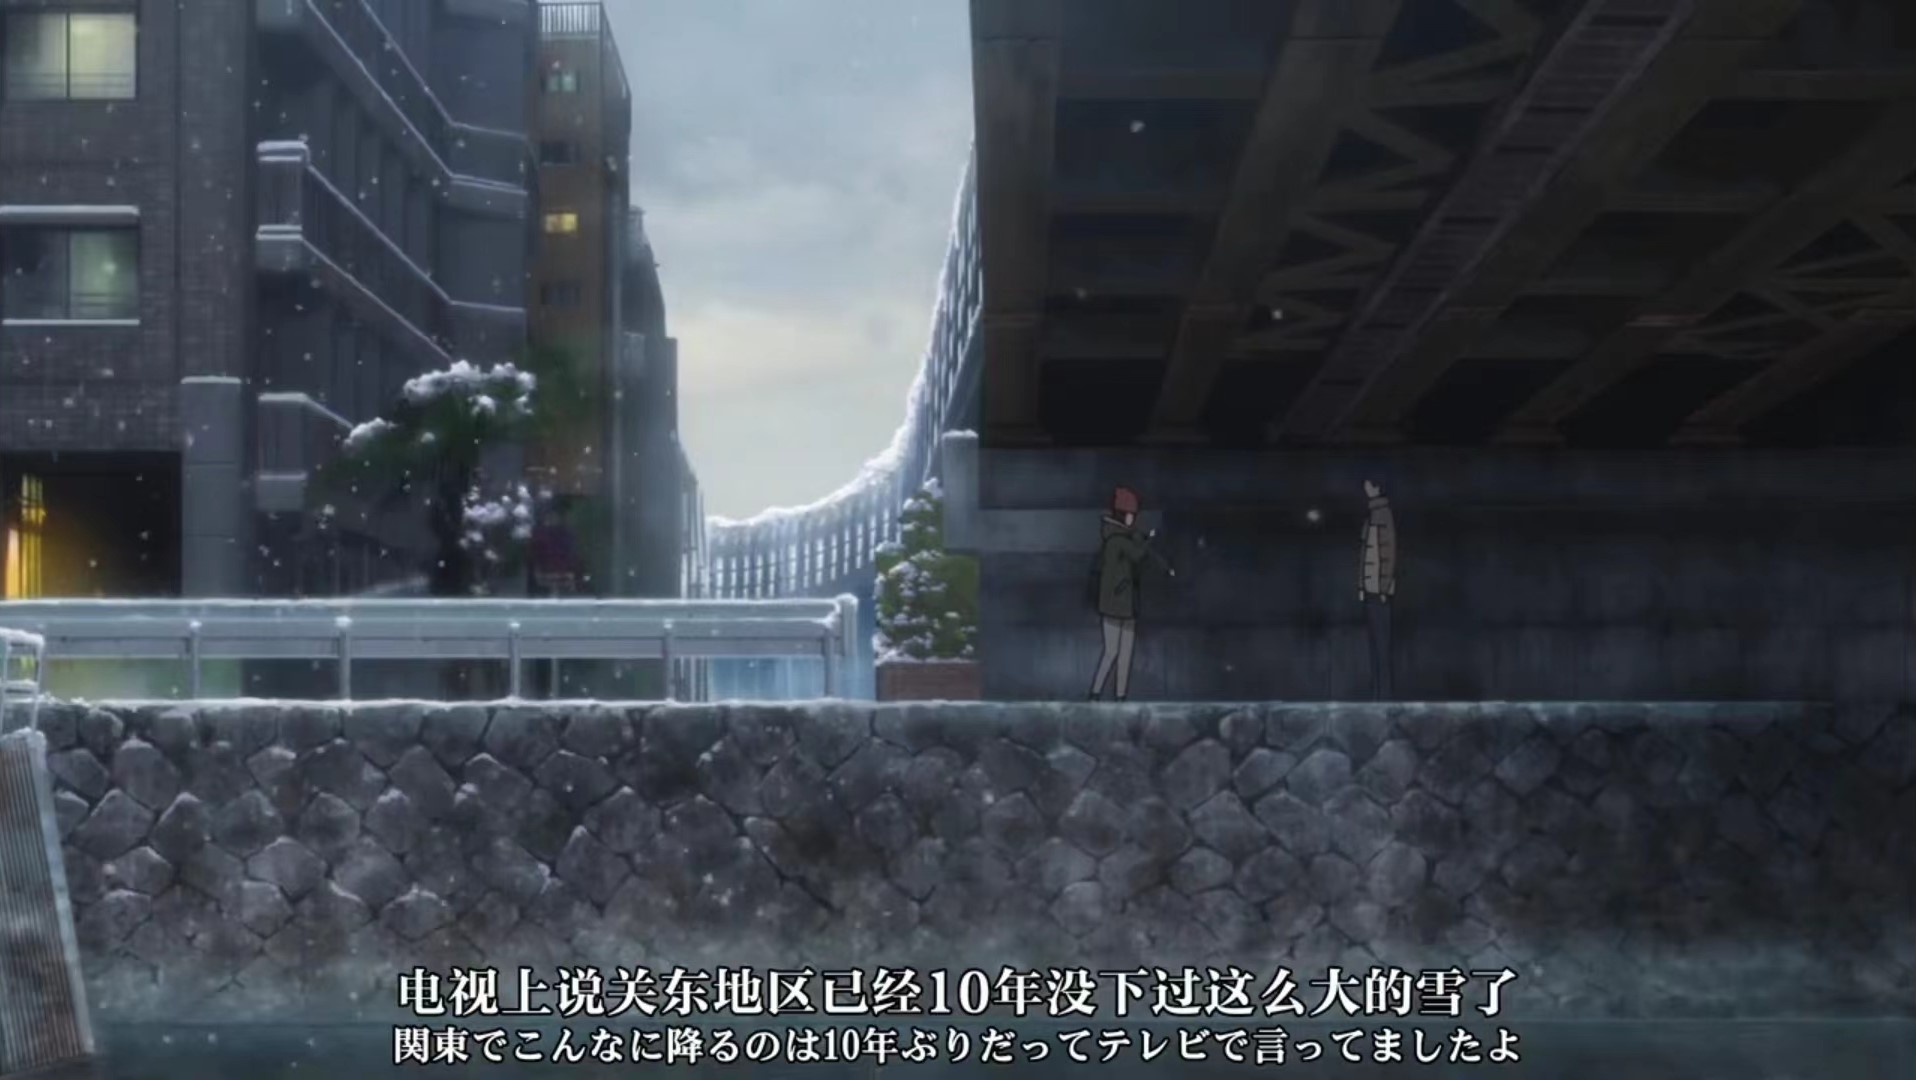 电视上说关东地区已经10年没下过这么大的雪了
関東でこんなに降るのは10年ぶりだってテレビで言ってましたよ